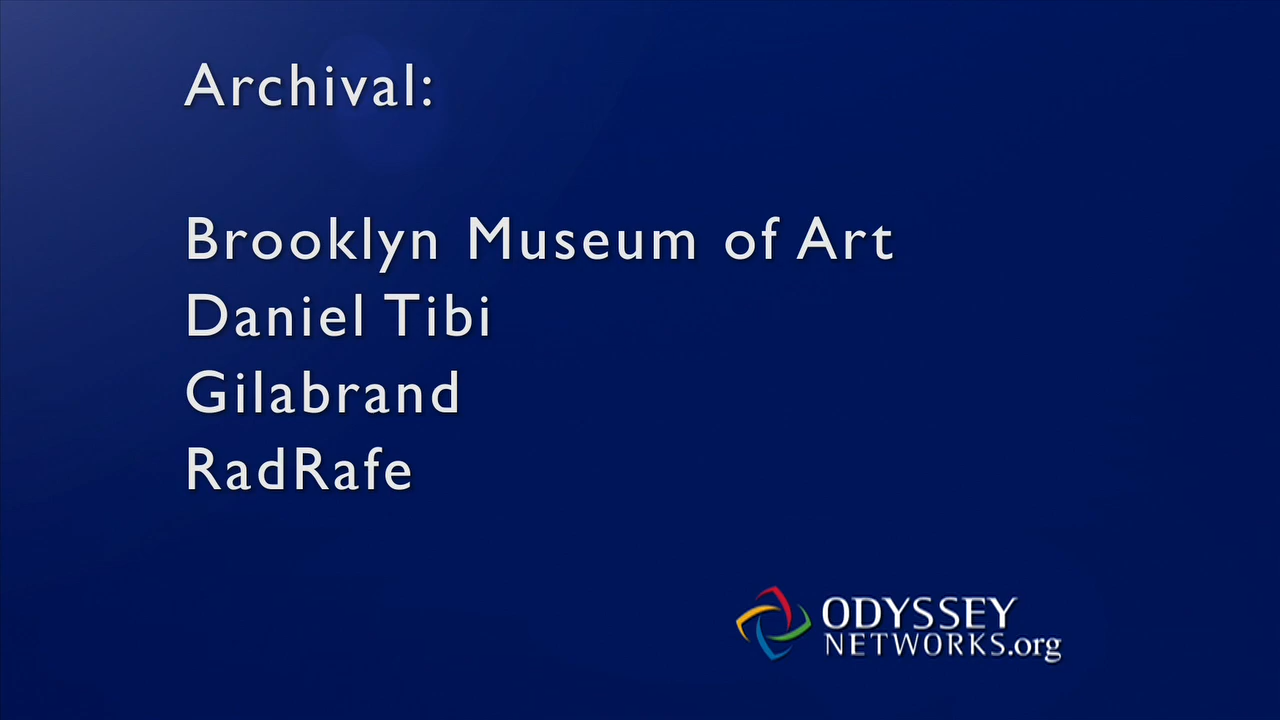 Archival:
Brooklyn Museum of Art
Daniel Tibi
Gilabrand
RadRafe
ODYSSEY
NETWORKS.org